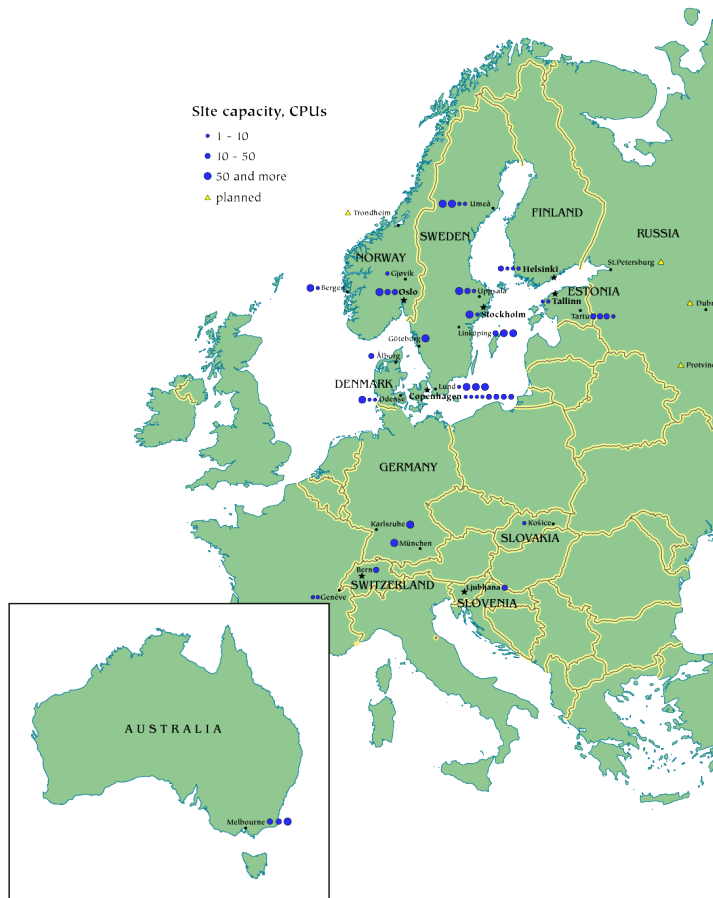 SIte capacity, CPUs
1 - 10
10 - 50
50 and more
planned
Umeå
Trondheim
FINLAND
SWEDEN
RUSSIA
NORWAY
St.Petersburg
Helsinki
Gjøvik
Bergen
Oslo
Uppsala
ESTONIA
Tallinn
Stockholm
Tartu
Linköping
Göteborg
Ålborg
Protvino
DENMARK
Lund
Copenhagen
Odense
GERMANY
Karlsruhe
Košice
SLOVAKIA
München
Bern
SWITZERLAND
Ljubljana
Genève
SLOVENIA
AUSTRALIA
Melbourne